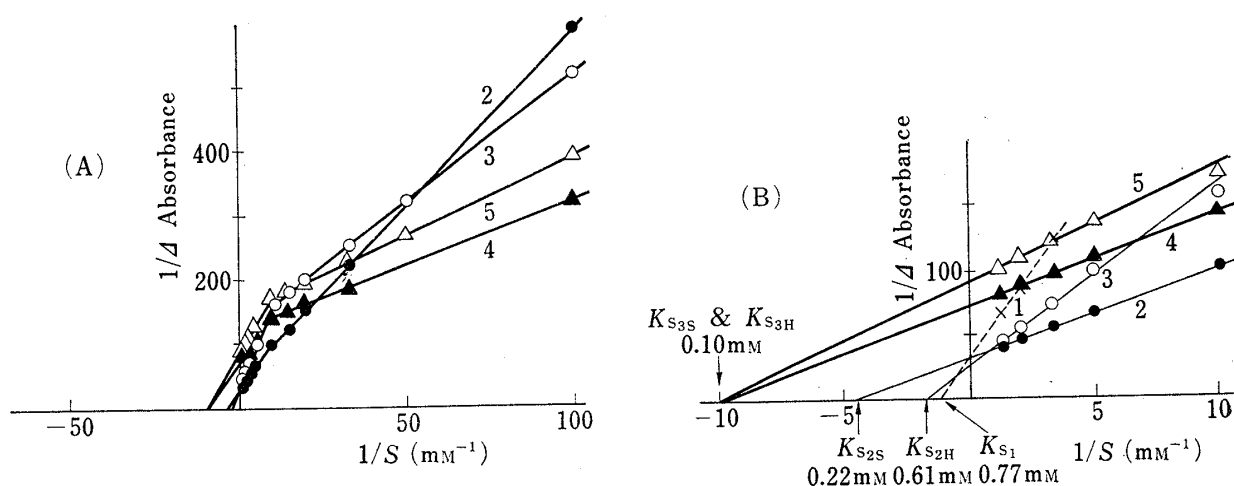 (A)
1/Δ Absorbance
400
200
0
2
3
5
4
−50
0
50
100
1/S (mM⁻¹)
(B)
1/Δ Absorbance
100
5
4
3
1
2
K_S3S & K_S3H
0.10 mM
−10
−5
5
10
K_S2S K_S2H K_S1
0.22 mM 0.61 mM 0.77 mM
1/S (mM⁻¹)